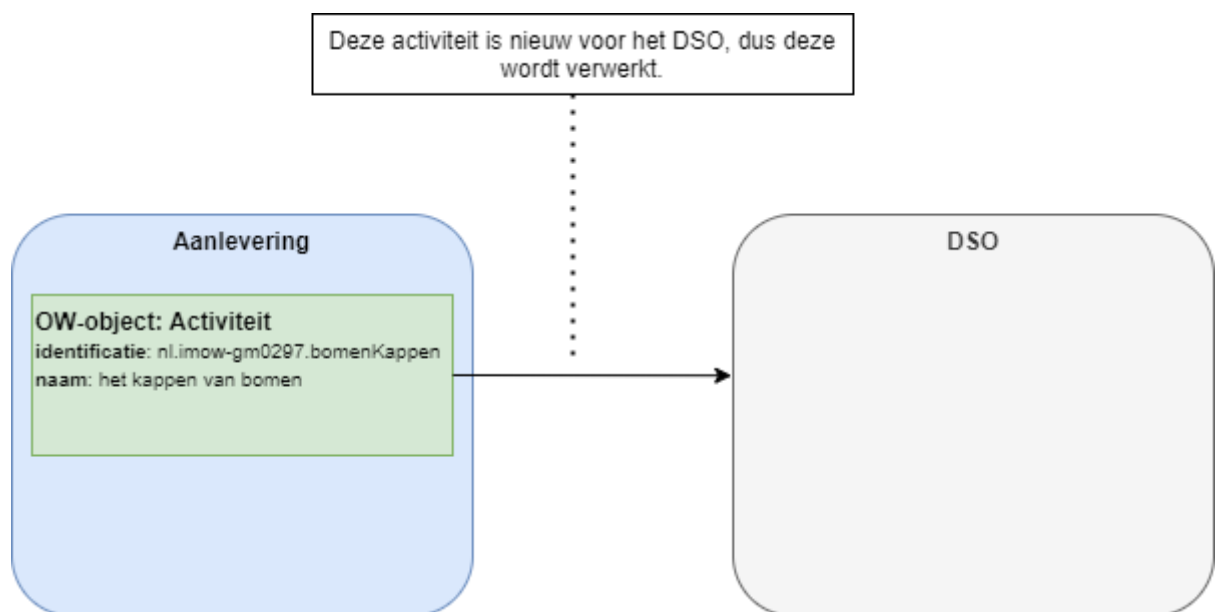 Deze activiteit is nieuw voor het DSO, dus deze
wordt verwerkt.
Aanlevering
OW-object: Activiteit
identificatie: nl.imow-gm0297.bomenKappen
naam: het kappen van bomen
DSO